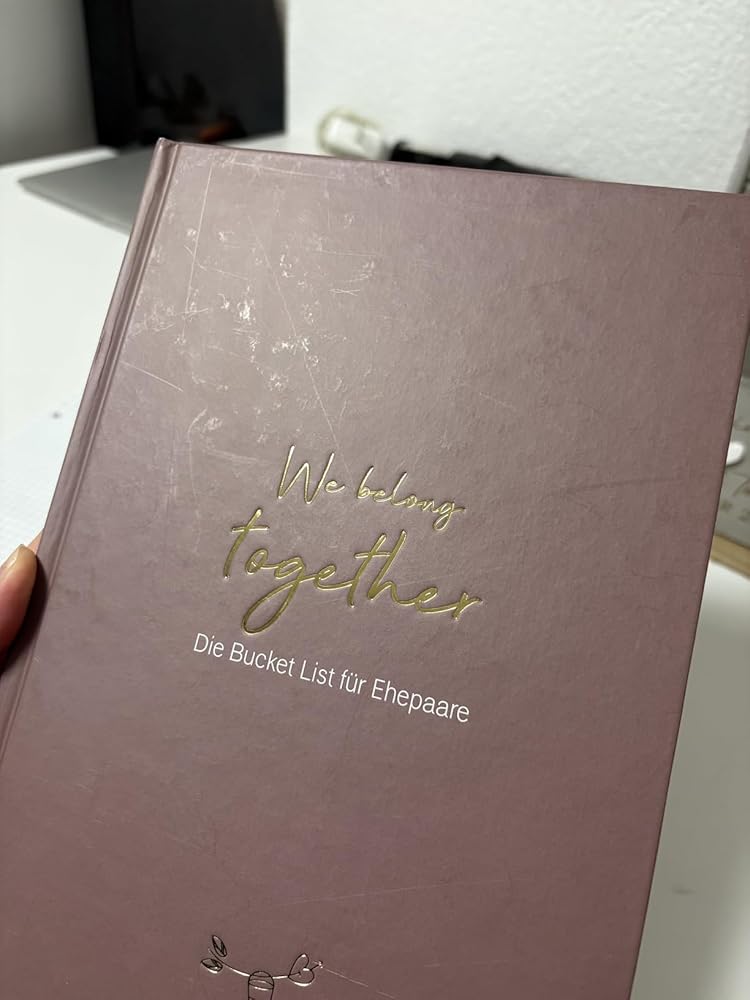 We belong
together
Die Bucket List für Ehepaare